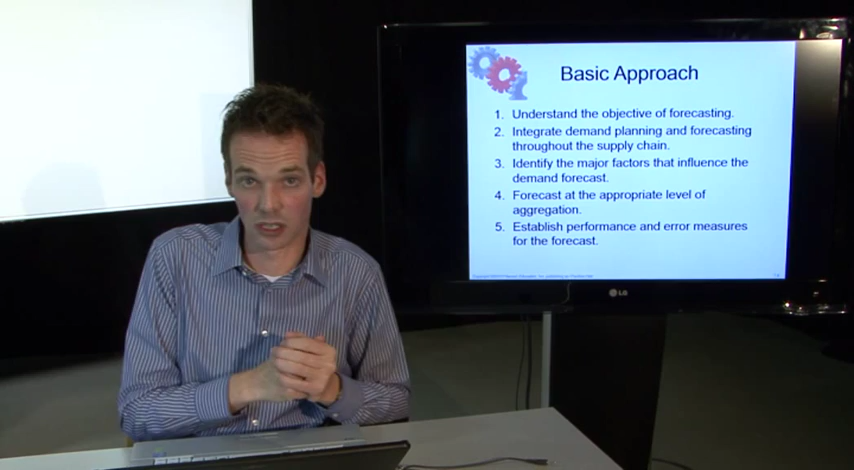 Basic Approach
1. Understand the objective of forecasting.
2. Integrate demand planning and forecasting
throughout the supply chain.
3. Identify the major factors that influence the
demand forecast.
4. Forecast at the appropriate level of
aggregation.
5. Establish performance and error measures
for the forecast.
LG